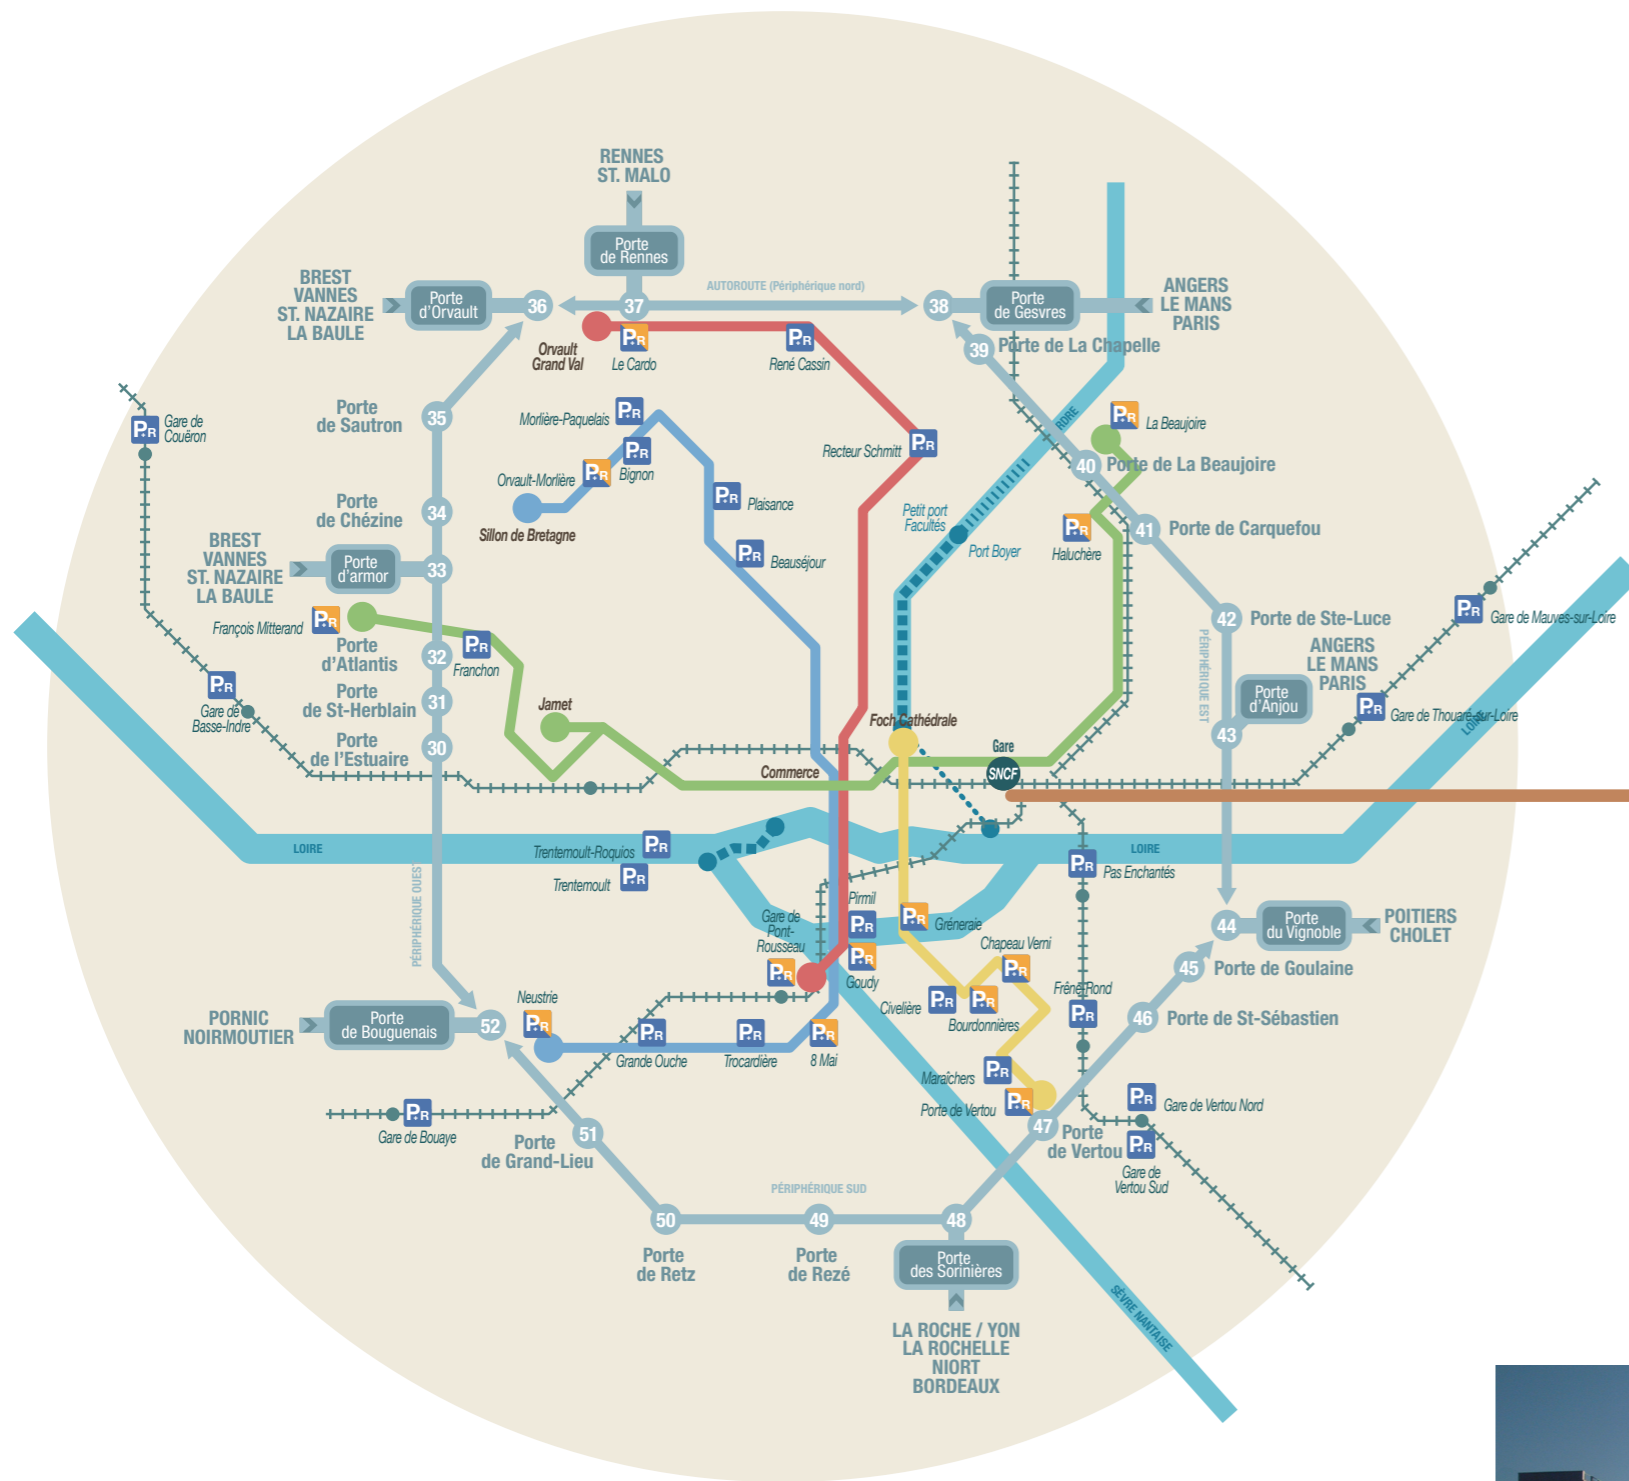 RENNES
ST. MALO
Porte
de Rennes
BREST
VANNES
ST. NAZAIRE
LA BAULE
Porte
d'Orvault
36
37
AUTOROUTE (Périphérique nord)
38
Porte
de Gesvres
ANGERS
LE MANS
PARIS
39
Porte de La Chapelle
Orvault
Grand Val
P+R
Le Cardo
P+R
René Cassin
Porte
de Sautron
35
P+R
Gare de
Couëron
Morlière-Paquelais
P+R
P+R
Bignon
Orvault-Morlière
P+R
Sillon de Bretagne
P+R
Plaisance
P+R
Beauséjour
Recteur Schmitt
P+R
RDRE
P+R
La Beaujoire
40
Porte de La Beaujoire
Petit port
Facultés
Port Boyer
P+R
Haluchère
41
Porte de Carquefou
Porte
de Chézine
34
BREST
VANNES
ST. NAZAIRE
LA BAULE
Porte
d'armor
33
François Mitterand
P+R
Porte
d'Atlantis
32
P+R
Franchon
Porte
de St-Herblain
31
P+R
Gare de
Basse-Indre
Porte
de l'Estuaire
30
Jamet
Commerce
Foch Cathédrale
Gare
SNCF
42
Porte de Ste-Luce
PÉRIPHÉRIQUE EST
ANGERS
LE MANS
PARIS
Porte
d'Anjou
43
P+R
Gare de Mauves-sur-Loire
P+R
Gare de Thouaré-sur-Loire
LOIRE
LOIRE
LOIRE
Trentemoult-Roquios
P+R
Trentemoult
P+R
PÉRIPHÉRIQUE OUEST
P+R
Pas Enchantés
Pirmil
P+R
Gare de
Pont-
Rousseau
P+R
P+R
Goudy
P+R
Gréneraie
Chapeau Verni
P+R
Civelière
P+R
P+R
Bourdonnières
Frêne Rond
P+R
44
Porte
du Vignoble
POITIERS
CHOLET
45
Porte de Goulaine
46
Porte de St-Sébastien
PORNIC
NOIRMOUTIER
Porte
de Bouguenais
52
Neustrie
P+R
P+R
Grande Ouche
P+R
Trocardière
P+R
8 Mai
Maraîchers
P+R
Porte de Vertou
P+R
47
Porte
de Vertou
P+R
Gare de Vertou Nord
P+R
Gare de
Vertou Sud
P+R
Gare de Bouaye
51
Porte
de Grand-Lieu
PÉRIPHÉRIQUE SUD
50
Porte
de Retz
49
Porte
de Rezé
48
Porte
des Sorinières
SÈVRE NANTAISE
LA ROCHE / YON
LA ROCHELLE
NIORT
BORDEAUX